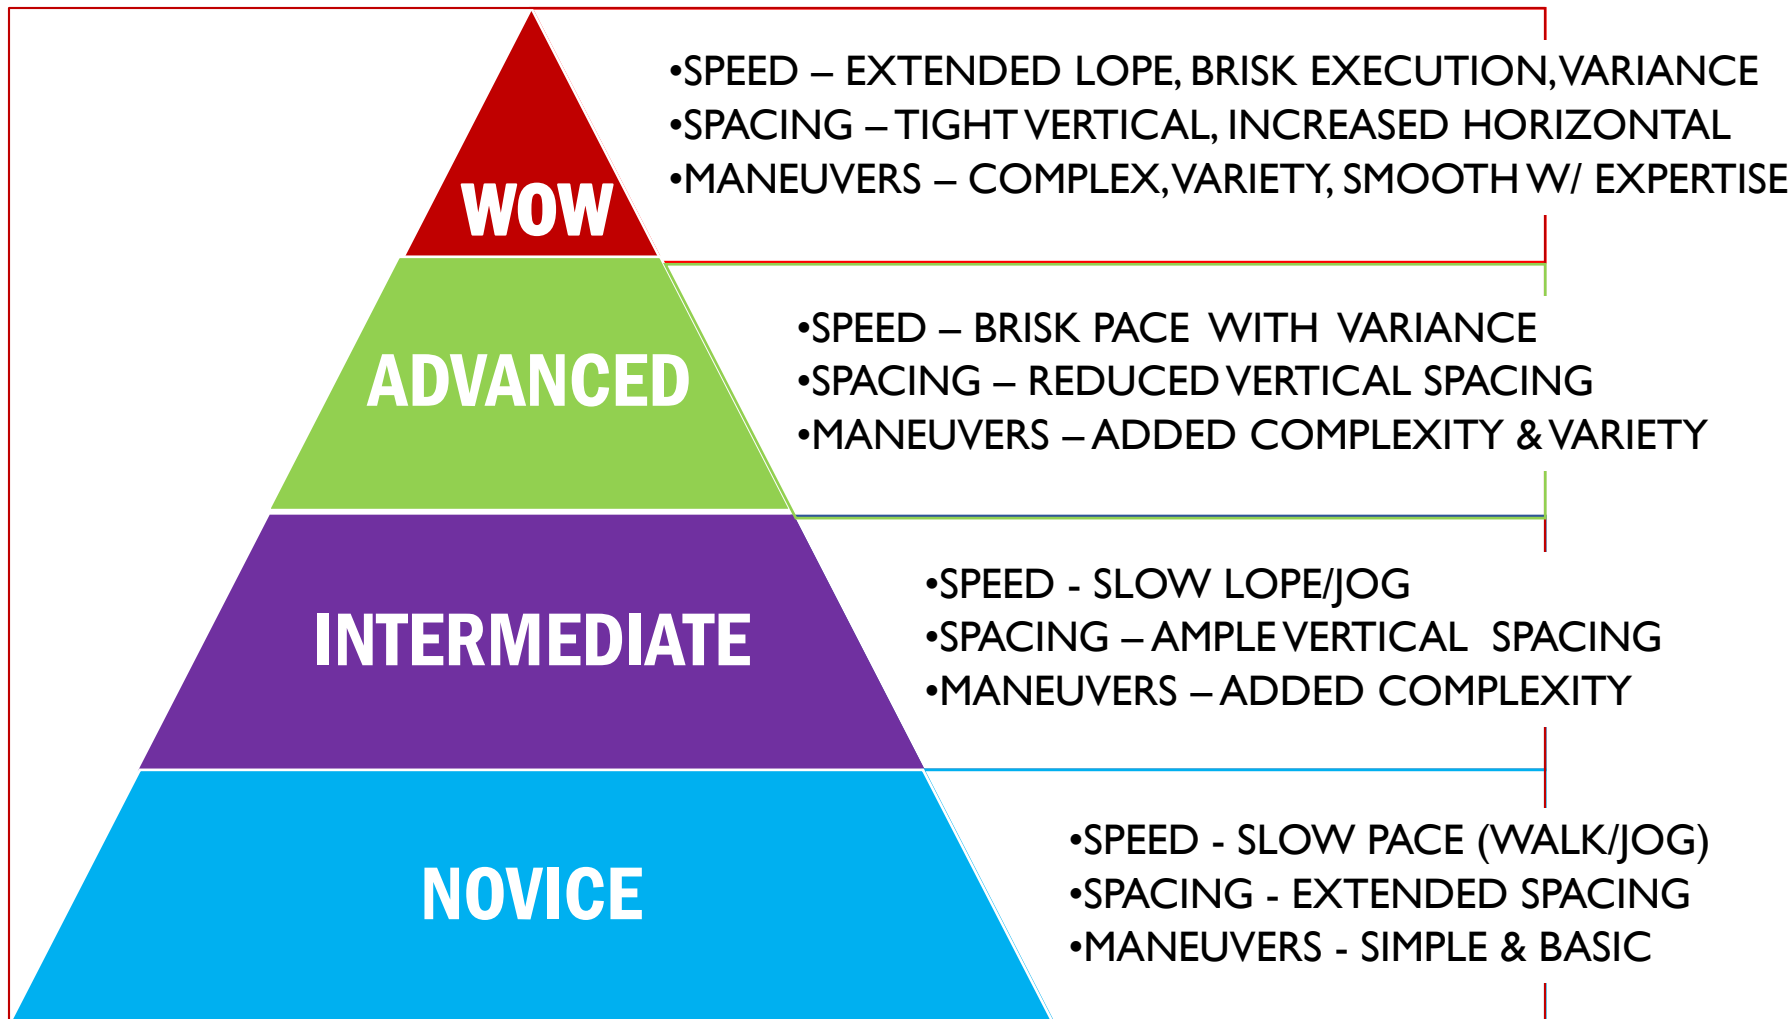 WOW
•SPEED – EXTENDED LOPE, BRISK EXECUTION, VARIANCE
•SPACING – TIGHT VERTICAL, INCREASED HORIZONTAL
•MANEUVERS – COMPLEX, VARIETY, SMOOTH W/ EXPERTISE
ADVANCED
•SPEED – BRISK PACE WITH VARIANCE
•SPACING – REDUCED VERTICAL SPACING
•MANEUVERS – ADDED COMPLEXITY & VARIETY
INTERMEDIATE
•SPEED - SLOW LOPE/JOG
•SPACING – AMPLE VERTICAL SPACING
•MANEUVERS – ADDED COMPLEXITY
NOVICE
•SPEED - SLOW PACE (WALK/JOG)
•SPACING - EXTENDED SPACING
•MANEUVERS - SIMPLE & BASIC